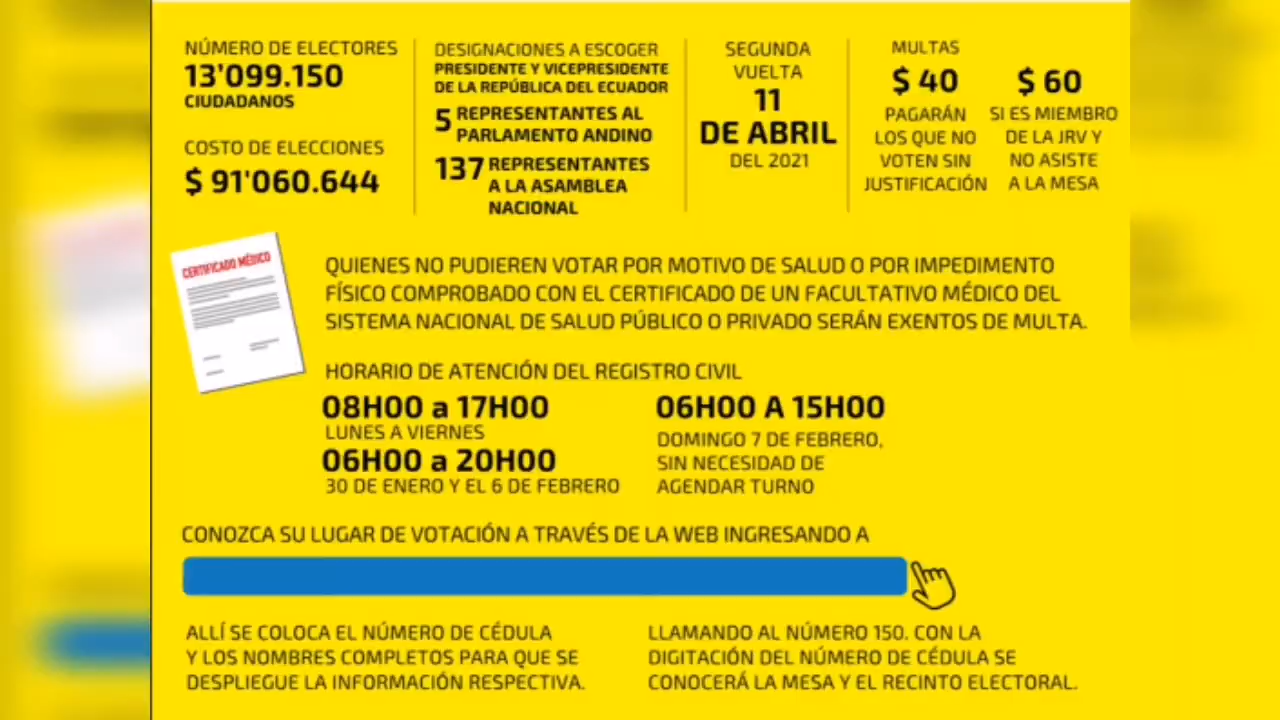 NÚMERO DE ELECTORES
13'099.150
CIUDADANOS
COSTO DE ELECCIONES
$ 91'060.644
DESIGNACIONES A ESCOGER
PRESIDENTE Y VICEPRESIDENTE
DE LA REPÚBLICA DEL ECUADOR
5 REPRESENTANTES AL
PARLAMENTO ANDINO
137 REPRESENTANTES
A LA ASAMBLEA
NACIONAL
SEGUNDA
VUELTA
11
DE ABRIL
DEL 2021
MULTAS
$ 40
PAGARÁN
LOS QUE NO
VOTEN SIN
JUSTIFICACIÓN
$ 60
SI ES MIEMBRO
DE LA JRV Y
NO ASISTE
A LA MESA
CERTIFICADO MÉDICO
QUIENES NO PUDIEREN VOTAR POR MOTIVO DE SALUD O POR IMPEDIMENTO
FÍSICO COMPROBADO CON EL CERTIFICADO DE UN FACULTATIVO MÉDICO DEL
SISTEMA NACIONAL DE SALUD PÚBLICO O PRIVADO SERÁN EXENTOS DE MULTA.
HORARIO DE ATENCIÓN DEL REGISTRO CIVIL
08H00 a 17H00
LUNES A VIERNES
06H00 a 20H00
30 DE ENERO Y EL 6 DE FEBRERO
06H00 A 15H00
DOMINGO 7 DE FEBRERO,
SIN NECESIDAD DE
AGENDAR TURNO
CONOZCA SU LUGAR DE VOTACIÓN A TRAVÉS DE LA WEB INGRESANDO A
ALLÍ SE COLOCA EL NÚMERO DE CÉDULA
Y LOS NOMBRES COMPLETOS PARA QUE SE
DESPLIEGUE LA INFORMACIÓN RESPECTIVA.
LLAMANDO AL NÚMERO 150. CON LA
DIGITACIÓN DEL NÚMERO DE CÉDULA SE
CONOCERÁ LA MESA Y EL RECINTO ELECTORAL.